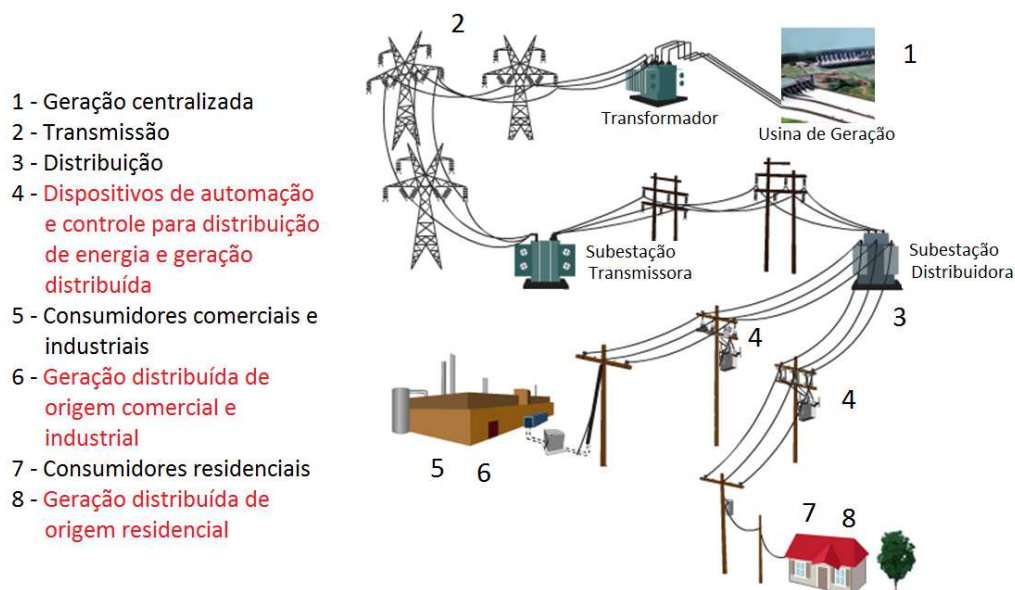 1 - Geração centralizada
2 - Transmissão
3 - Distribuição
4 - Dispositivos de automação
e controle para distribuição
de energia e geração
distribuída
5 - Consumidores comerciais e
industriais
6 - Geração distribuída de
origem comercial e
industrial
7 - Consumidores residenciais
8 - Geração distribuída de
origem residencial
2
1
Transformador
Usina de Geração
Subestação
Transmissora
Subestação
Distribuidora
3
4
4
5
6
7
8